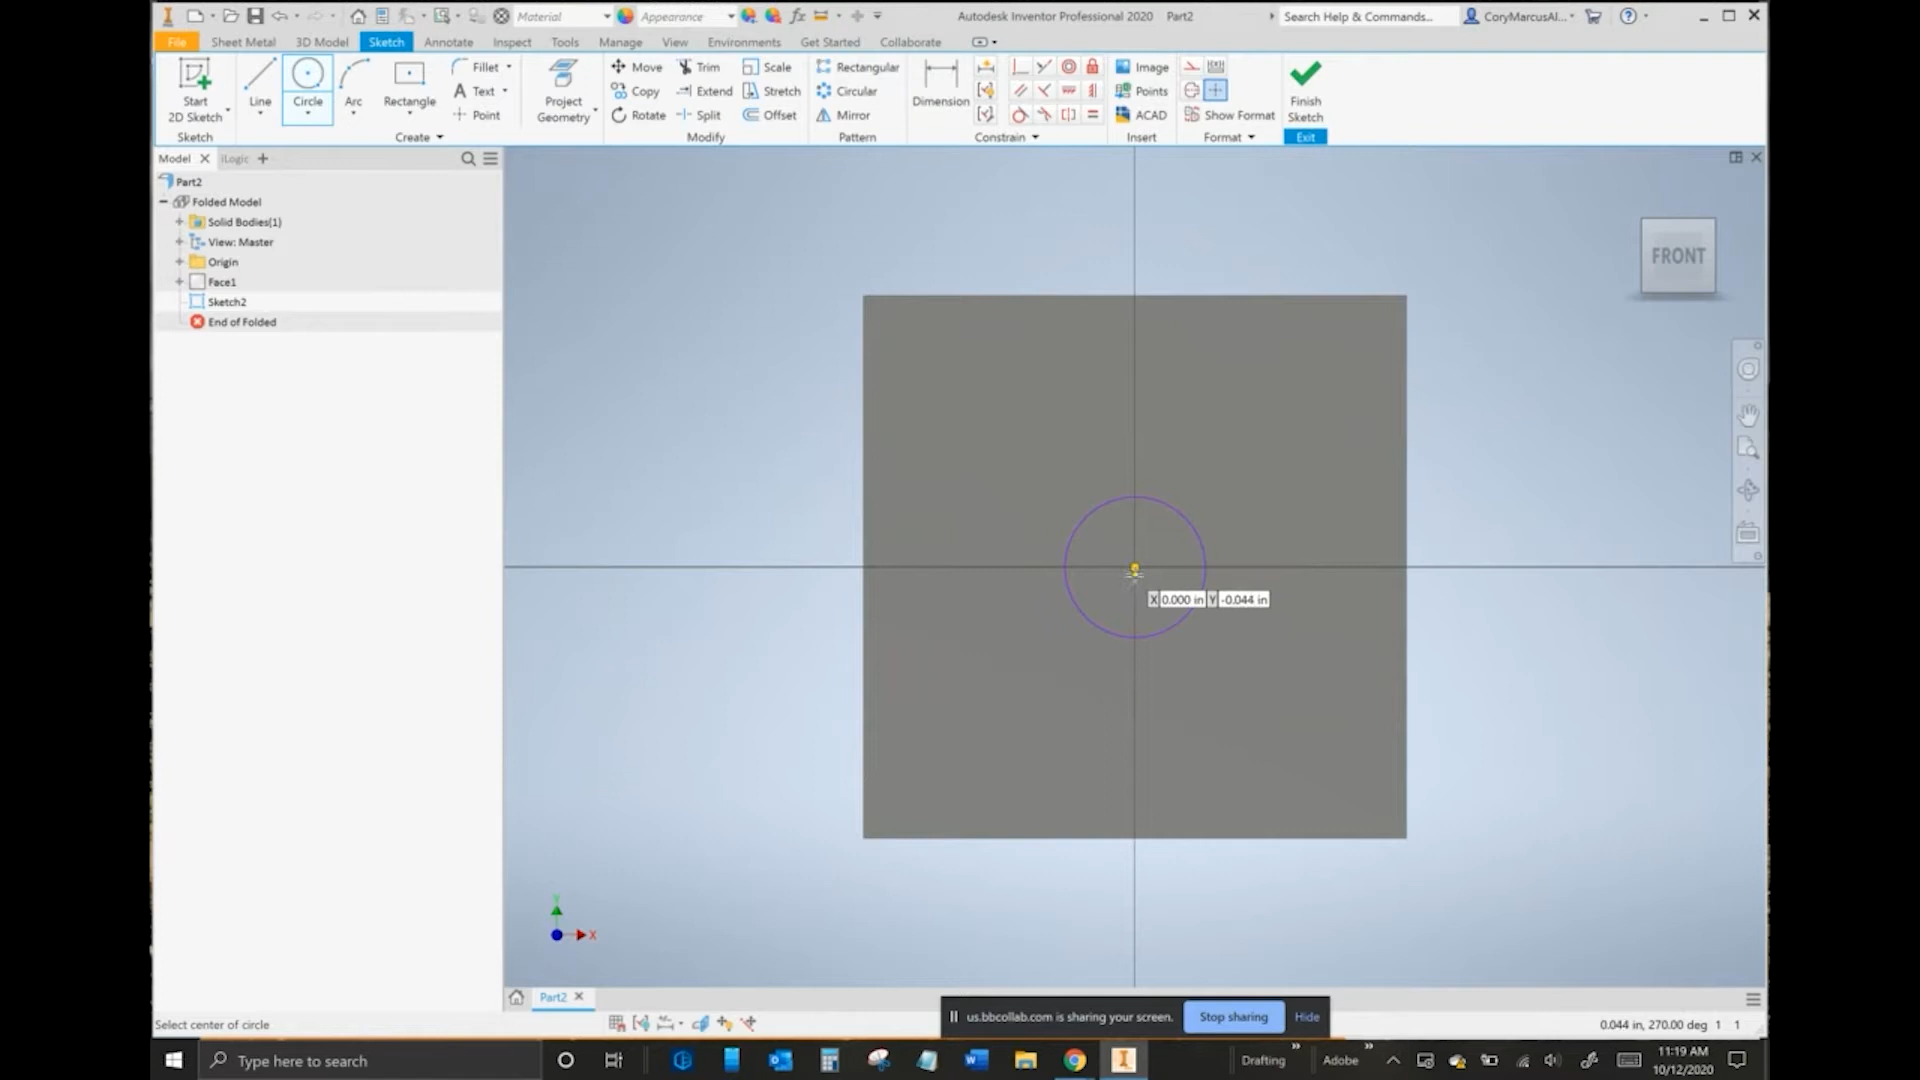 Material
Appearance
Autodesk Inventor Professional 2020 Part2
Search Help & Commands...
CoryMarcusAl...
File
Sheet Metal
3D Model
Sketch
Annotate
Inspect
Tools
Manage
View
Environments
Get Started
Collaborate
Start
2D Sketch
Line
Circle
Arc
Rectangle
Fillet
Text
Point
Project
Geometry
Move
Copy
Rotate
Trim
Extend
Split
Scale
Stretch
Offset
Rectangular
Circular
Mirror
Dimension
Image
Points
ACAD
Show Format
Finish
Sketch
Sketch
Create
Modify
Pattern
Constrain
Insert
Format
Exit
Model
iLogic
Part2
Folded Model
Solid Bodies(1)
View: Master
Origin
Face1
Sketch2
End of Folded
FRONT
X 0.000 in Y -0.044 in
Y
X
Part2
Select center of circle
us.bbcollab.com is sharing your screen.
Stop sharing
Hide
0.044 in, 270.00 deg 1 1
Type here to search
Drafting
Adobe
11:19 AM
10/12/2020